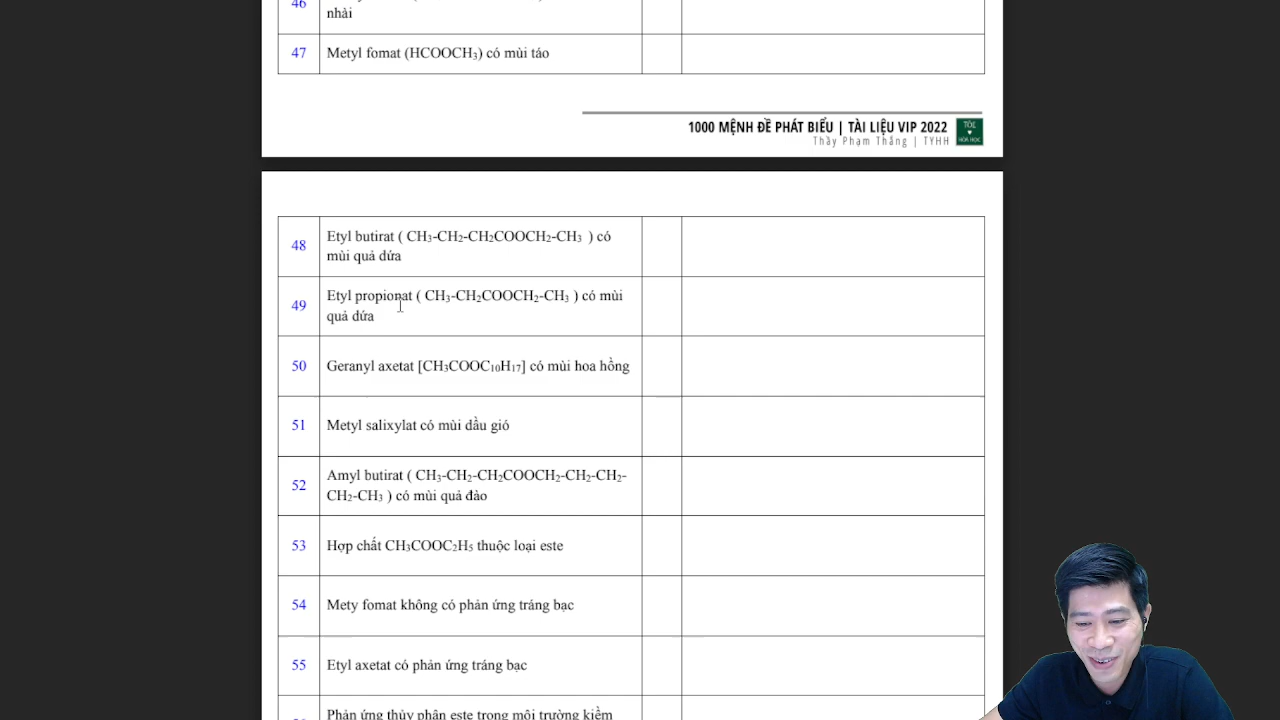 46
nhài
47 Metyl fomat (HCOOCH₃) có mùi táo
1000 MỆNH ĐỀ PHÁT BIỂU | TÀI LIỆU VIP 2022
Thầy Phạm Thắng | TYHH
TÔI
♥
HÓA HỌC
48 Etyl butirat ( CH₃-CH₂-CH₂COOCH₂-CH₃ ) có
mùi quả dứa
49 Etyl propionat ( CH₃-CH₂COOCH₂-CH₃ ) có mùi
quả dứa
50 Geranyl axetat [CH₃COOC₁₀H₁₇] có mùi hoa hồng
51 Metyl salixylat có mùi dầu gió
52 Amyl butirat ( CH₃-CH₂-CH₂COOCH₂-CH₂-CH₂-
CH₂-CH₃ ) có mùi quả đào
53 Hợp chất CH₃COOC₂H₅ thuộc loại este
54 Mety fomat không có phản ứng tráng bạc
55 Etyl axetat có phản ứng tráng bạc
Phản ứng thủy phân este trong môi trường kiềm